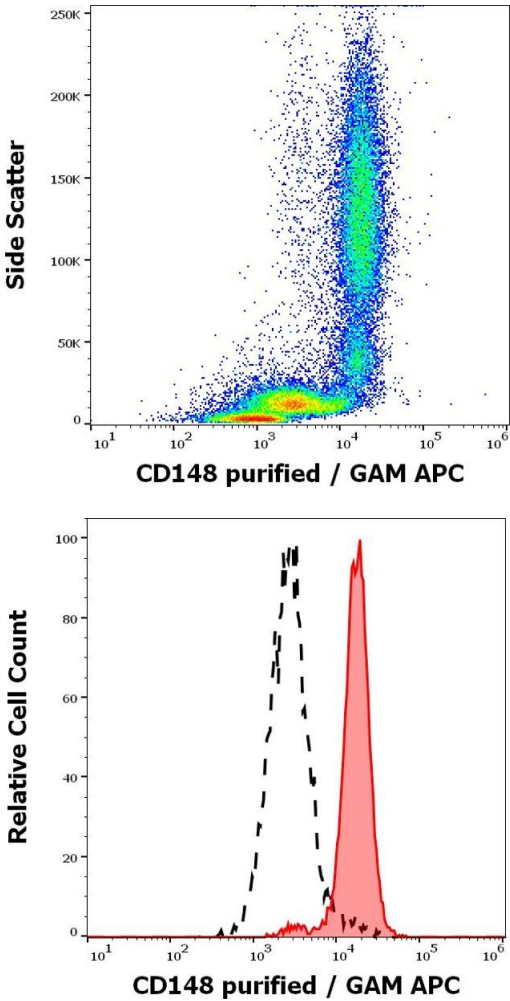 250K
200K
150K
100K
50K
0
Side Scatter
10¹ 10² 10³ 10⁴ 10⁵ 10⁶
CD148 purified / GAM APC
100
80
60
40
20
0
Relative Cell Count
10¹ 10² 10³ 10⁴ 10⁵ 10⁶
CD148 purified / GAM APC